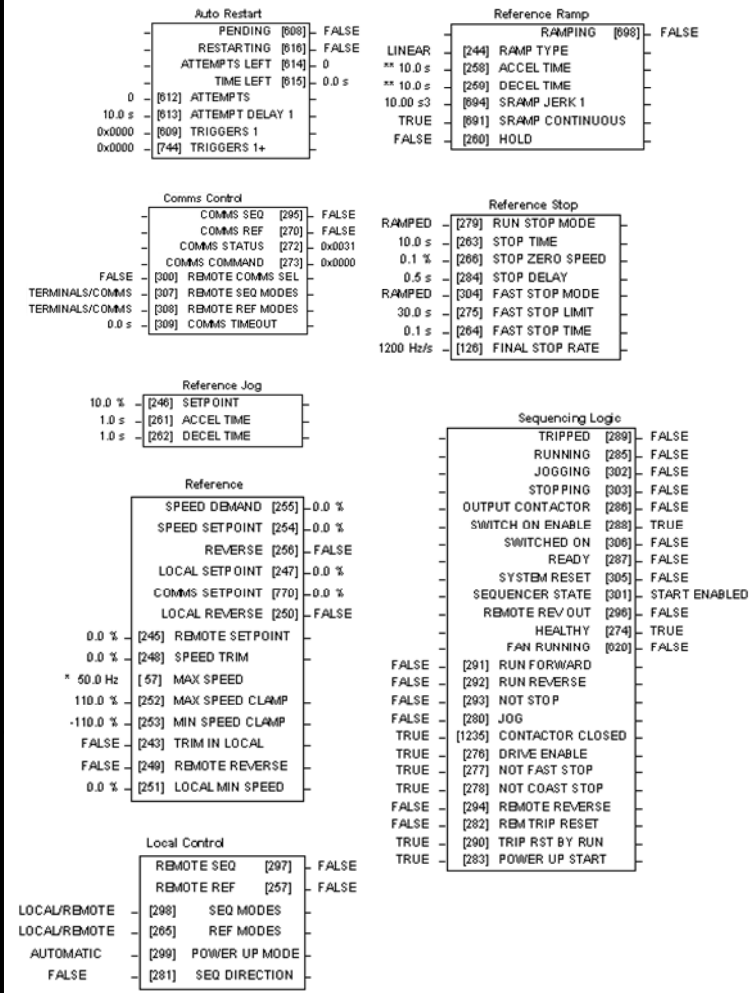 Auto Restart
PENDING [608] FALSE
RESTARTING [616] FALSE
ATTEMPTS LEFT [614] 0
TIME LEFT [615] 0.0 s
0 [612] ATTEMPTS
10.0 s [613] ATTEMPT DELAY 1
0x0000 [609] TRIGGERS 1
0x0000 [744] TRIGGERS 1+
Reference Ramp
RAMPING [698] FALSE
LINEAR [244] RAMP TYPE
** 10.0 s [258] ACCEL TIME
** 10.0 s [259] DECEL TIME
10.00 s3 [694] SRAMP JERK 1
TRUE [691] SRAMP CONTINUOUS
FALSE [260] HOLD
Comms Control
COMMS SEQ [295] FALSE
COMMS REF [270] FALSE
COMMS STATUS [272] 0x0031
COMMS COMMAND [273] 0x0000
FALSE [300] REMOTE COMMS SEL
TERMINALS/COMMS [307] REMOTE SEQ MODES
TERMINALS/COMMS [308] REMOTE REF MODES
0.0 s [309] COMMS TIMEOUT
Reference Stop
RAMPED [279] RUN STOP MODE
10.0 s [263] STOP TIME
0.1 % [266] STOP ZERO SPEED
0.5 s [284] STOP DELAY
RAMPED [304] FAST STOP MODE
30.0 s [275] FAST STOP LIMIT
0.1 s [264] FAST STOP TIME
1200 Hz/s [126] FINAL STOP RATE
Reference Jog
10.0 % [246] SETPOINT
1.0 s [261] ACCEL TIME
1.0 s [262] DECEL TIME
Reference
SPEED DEMAND [255] 0.0 %
SPEED SETPOINT [254] 0.0 %
REVERSE [256] FALSE
LOCAL SETPOINT [247] 0.0 %
COMMS SETPOINT [770] 0.0 %
LOCAL REVERSE [250] FALSE
0.0 % [245] REMOTE SETPOINT
0.0 % [248] SPEED TRIM
* 50.0 Hz [ 57] MAX SPEED
110.0 % [252] MAX SPEED CLAMP
-110.0 % [253] MIN SPEED CLAMP
FALSE [243] TRIM IN LOCAL
FALSE [249] REMOTE REVERSE
0.0 % [251] LOCAL MIN SPEED
Sequencing Logic
TRIPPED [289] FALSE
RUNNING [285] FALSE
JOGGING [302] FALSE
STOPPING [303] FALSE
OUTPUT CONTACTOR [286] FALSE
SWITCH ON ENABLE [288] TRUE
SWITCHED ON [306] FALSE
READY [287] FALSE
SYSTEM RESET [305] FALSE
SEQUENCER STATE [301] START ENABLED
REMOTE REV OUT [296] FALSE
HEALTHY [274] TRUE
FAN RUNNING [620] FALSE
FALSE [291] RUN FORWARD
FALSE [292] RUN REVERSE
FALSE [293] NOT STOP
FALSE [280] JOG
TRUE [1235] CONTACTOR CLOSED
TRUE [276] DRIVE ENABLE
TRUE [277] NOT FAST STOP
TRUE [278] NOT COAST STOP
FALSE [294] REMOTE REVERSE
FALSE [282] REM TRIP RESET
TRUE [290] TRIP RST BY RUN
TRUE [283] POWER UP START
Local Control
REMOTE SEQ [297] FALSE
REMOTE REF [257] FALSE
LOCAL/REMOTE [298] SEQ MODES
LOCAL/REMOTE [265] REF MODES
AUTOMATIC [299] POWER UP MODE
FALSE [281] SEQ DIRECTION